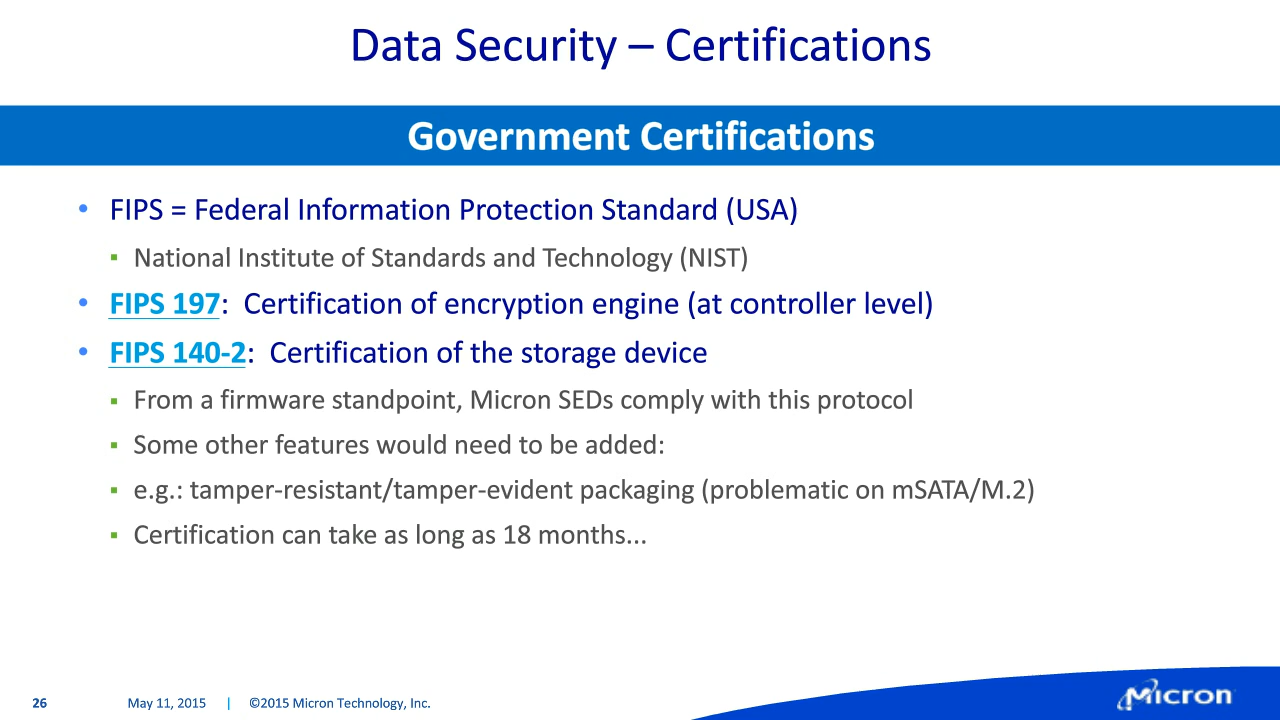 Data Security – Certifications
Government Certifications
• FIPS = Federal Information Protection Standard (USA)
▪ National Institute of Standards and Technology (NIST)
• FIPS 197:  Certification of encryption engine (at controller level)
• FIPS 140-2:  Certification of the storage device
▪ From a firmware standpoint, Micron SEDs comply with this protocol
▪ Some other features would need to be added:
▪ e.g.: tamper-resistant/tamper-evident packaging (problematic on mSATA/M.2)
▪ Certification can take as long as 18 months...
26 May 11, 2015 | ©2015 Micron Technology, Inc.
Micron